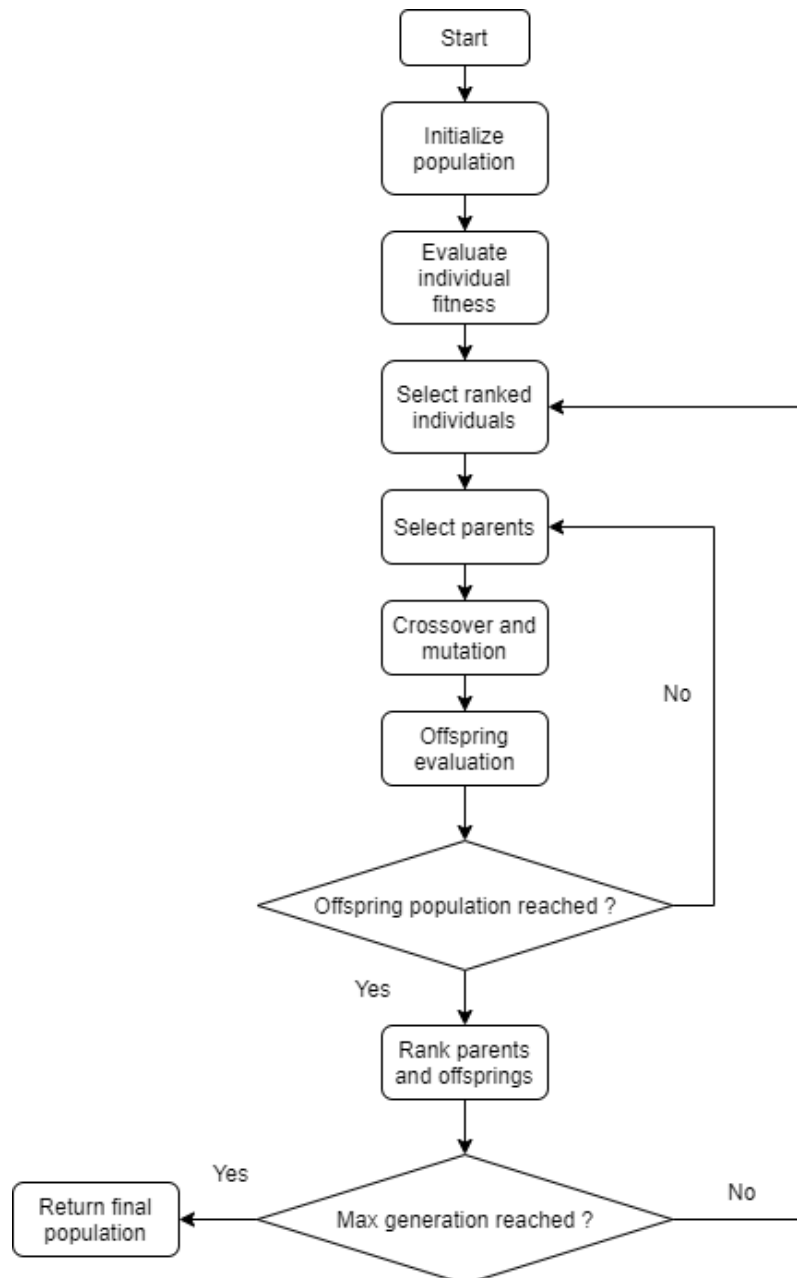 Start
Initialize
population
Evaluate
individual
fitness
Select ranked
individuals
Select parents
Crossover and
mutation
No
Offspring
evaluation
Offspring population reached ?
Yes
Rank parents
and offsprings
Yes
No
Return final
population
Max generation reached ?